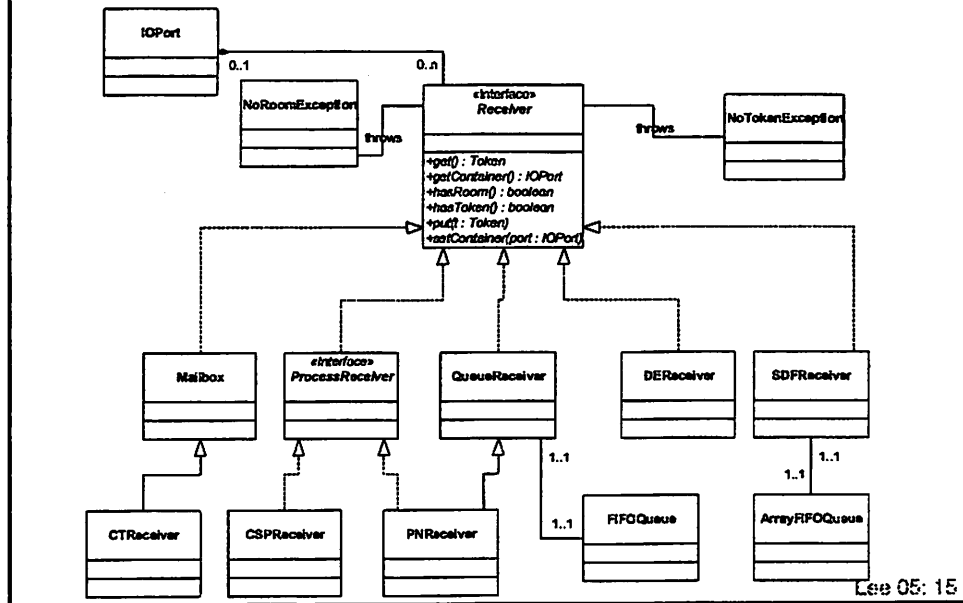 IOPort
0..1
0..n
NoRoomException
throws
«Interface»
Receiver
throws
NoTokenException
+get() : Token
+getContainer() : IOPort
+hasRoom() : boolean
+hasToken() : boolean
+put(t : Token)
+setContainer(port : IOPort)
Mailbox
«Interface»
ProcessReceiver
QueueReceiver
DEReceiver
SDFReceiver
1..1
1..1
1..1
1..1
CTReceiver
CSPReceiver
PNReceiver
FIFOQueue
ArrayFIFOQueue
Lee 05: 15